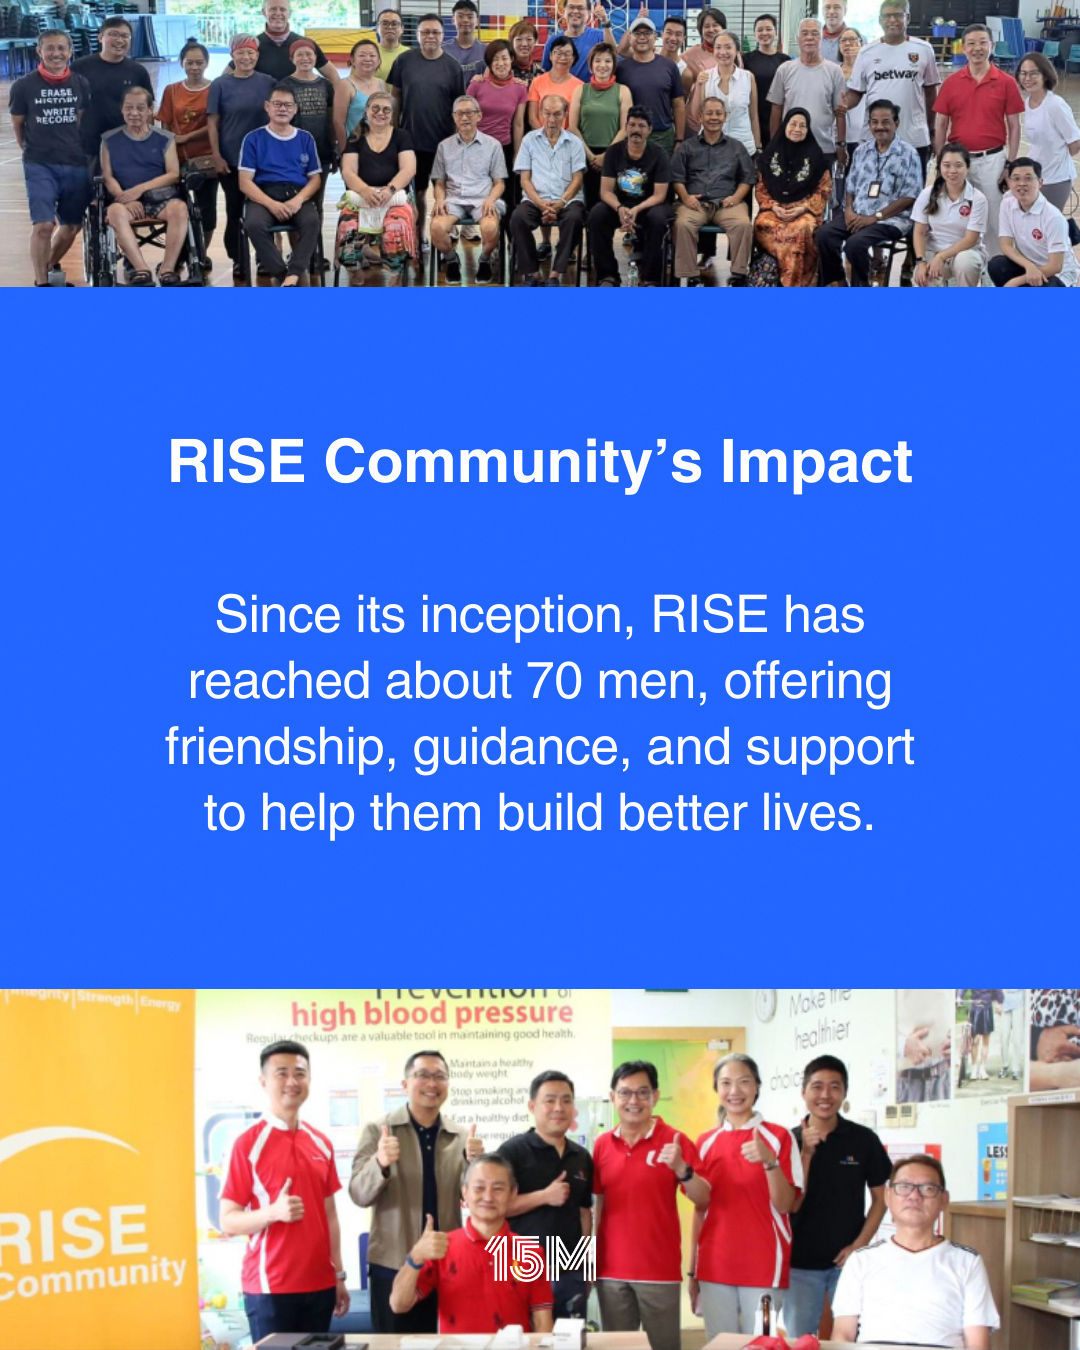 ERASE
HISTORY
WRITE
RECORD
betway
RISE Community’s Impact
Since its inception, RISE has
reached about 70 men, offering
friendship, guidance, and support
to help them build better lives.
Integrity | Strength | Energy
Prevention of
high blood pressure
Regular checkups are a valuable tool in maintaining good health.
Maintain a healthy
body weight
Stop smoking and
drinking alcohol
Eat a healthy diet
Make the
healthier
RISE
Community
15M